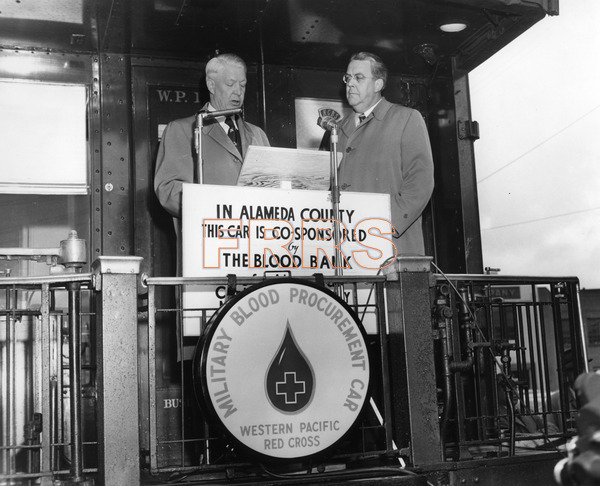 W.P. 1
IN ALAMEDA COUNTY
THIS CAR IS CO-SPONSORED
by
THE BLOOD BANK
FRRS
MILITARY BLOOD PROCUREMENT CAR
WESTERN PACIFIC
RED CROSS